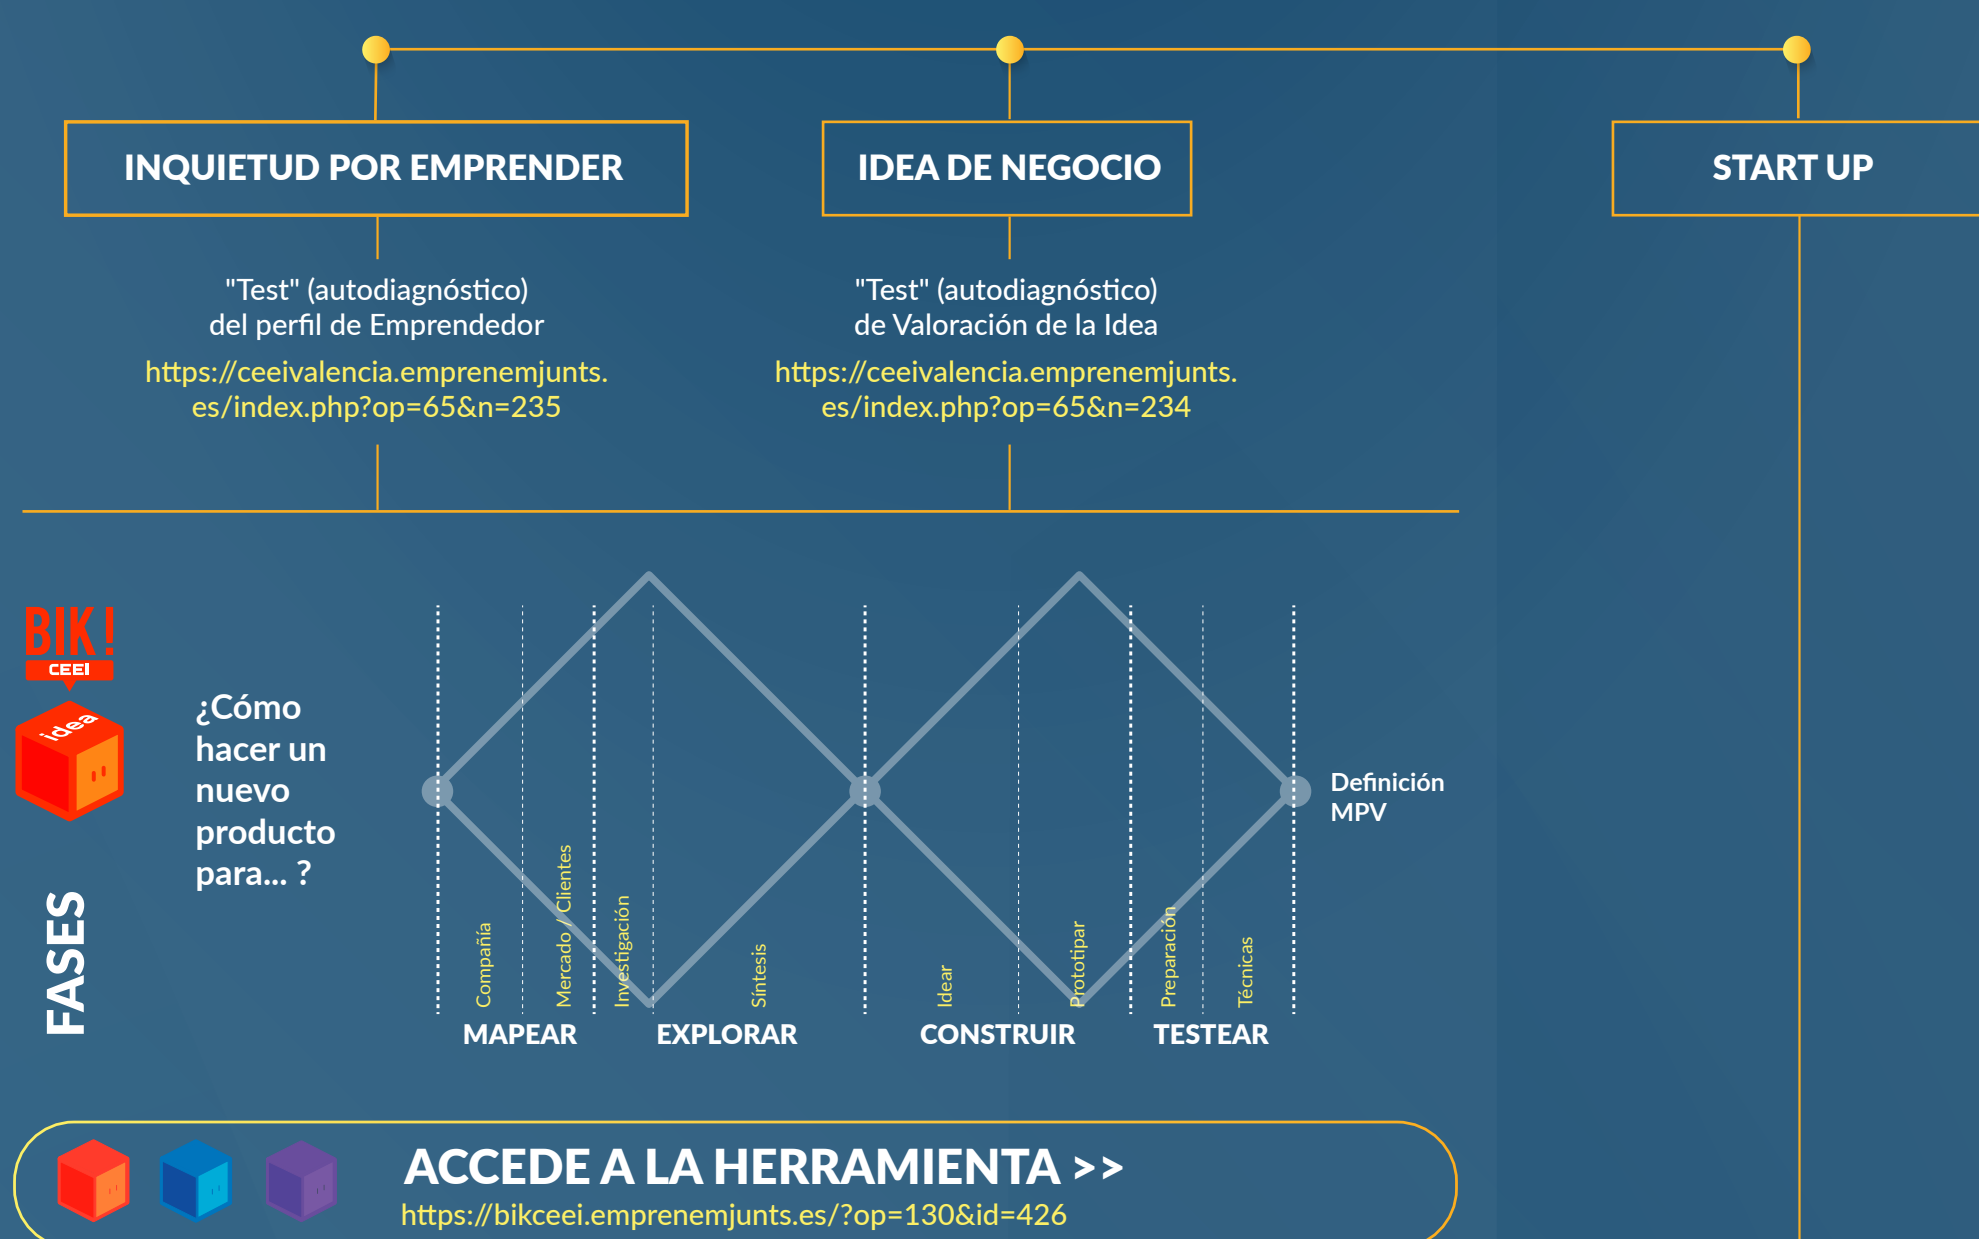 INQUIETUD POR EMPRENDER
IDEA DE NEGOCIO
START UP
"Test" (autodiagnóstico)
del perfil de Emprendedor
https://ceeivalencia.emprenemjunts.
es/index.php?op=65&n=235
"Test" (autodiagnóstico)
de Valoración de la Idea
https://ceeivalencia.emprenemjunts.
es/index.php?op=65&n=234
BIK!
CEEI
idea
FASES
¿Cómo
hacer un
nuevo
producto
para... ?
Compañía
Mercado / Clientes
Investigación
Síntesis
Idear
Prototipar
Preparación
Técnicas
MAPEAR
EXPLORAR
CONSTRUIR
TESTEAR
Definición
MPV
ACCEDE A LA HERRAMIENTA >>
https://bikceei.emprenemjunts.es/?op=130&id=426